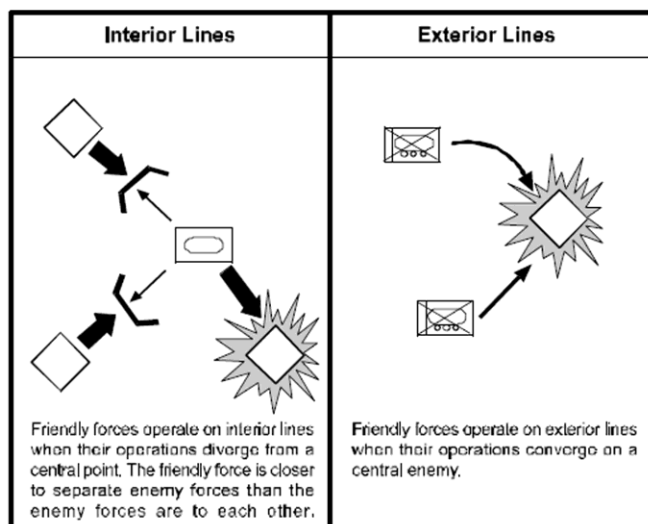 Interior Lines
Exterior Lines
Friendly forces operate on interior lines
when their operations diverge from a
central point. The friendly force is closer
to separate enemy forces than the
enemy forces are to each other.
Friendly forces operate on exterior lines
when their operations converge on a
central enemy.